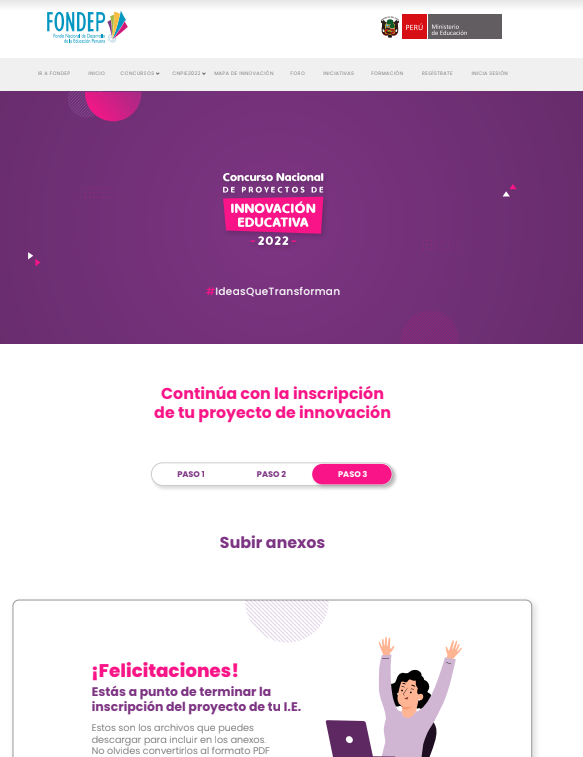 FONDEP
Fondo Nacional de Desarrollo
de la Educación Peruana
PERÚ
Ministerio
de Educación
IR A FONDEP INICIO CONCURSOS CNPIE2022 MAPA DE INNOVACIÓN FORO INICIATIVAS FORMACIÓN REGÍSTRATE INICIA SESIÓN
Concurso Nacional
DE PROYECTOS DE
INNOVACIÓN
EDUCATIVA
- 2022 -
#IdeasQueTransforman
Continúa con la inscripción
de tu proyecto de innovación
PASO 1 PASO 2 PASO 3
Subir anexos
¡Felicitaciones!
Estás a punto de terminar la
inscripción del proyecto de tu I.E.
Estos son los archivos que puedes
descargar para incluir en los anexos.
No olvides convertirlos al formato PDF